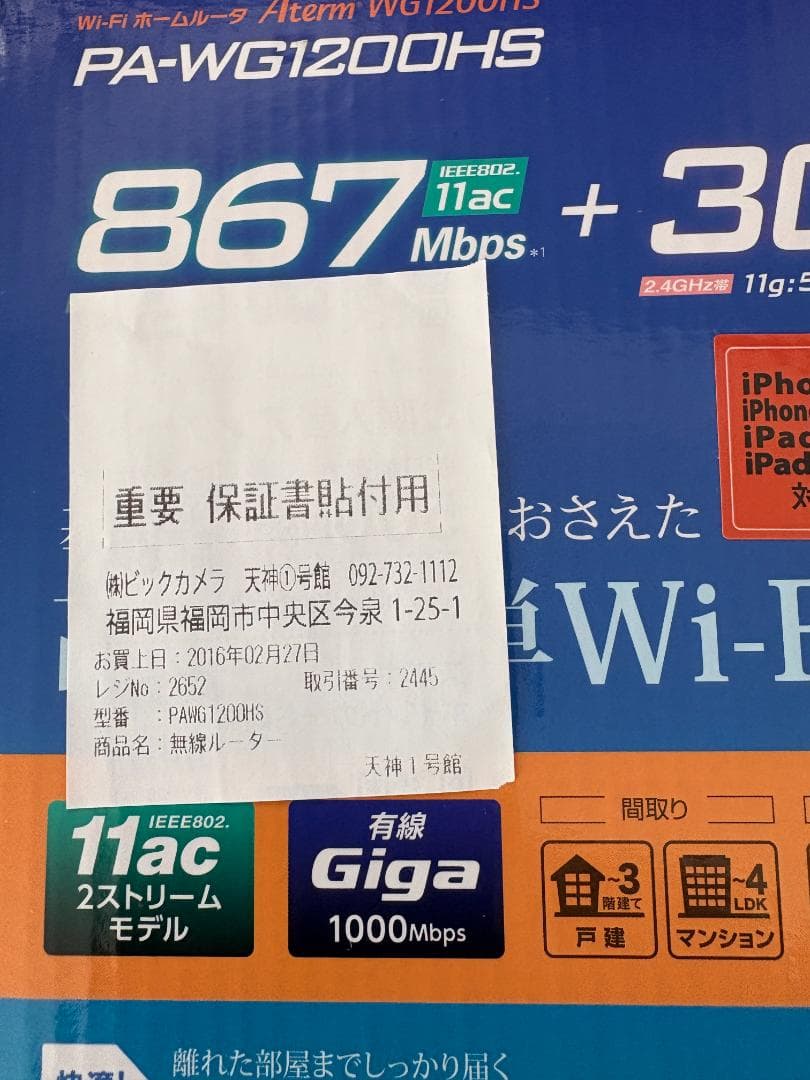 Wi-Fi ホームルータ Aterm WG1200HS
PA-WG1200HS
867 IEEE802.11ac Mbps *1 + 30
2.4GHz帯 11g:5
iPho
iPhon
iPad
iPad
対
おさえた
Wi-F
重要 保証書貼付用
㈱ビックカメラ 天神①号館 092-732-1112
福岡県福岡市中央区今泉 1-25-1
お買上日:2016年02月27日
レジNo:2652 取引番号:2445
型番 :PAWG1200HS
商品名:無線ルーター
天神1号館
IEEE802.
11ac
2ストリーム
モデル
有線
Giga
1000Mbps
間取り
~3
階建て
戸建
~4
LDK
マンション
快適!
離れた部屋までしっかり届く